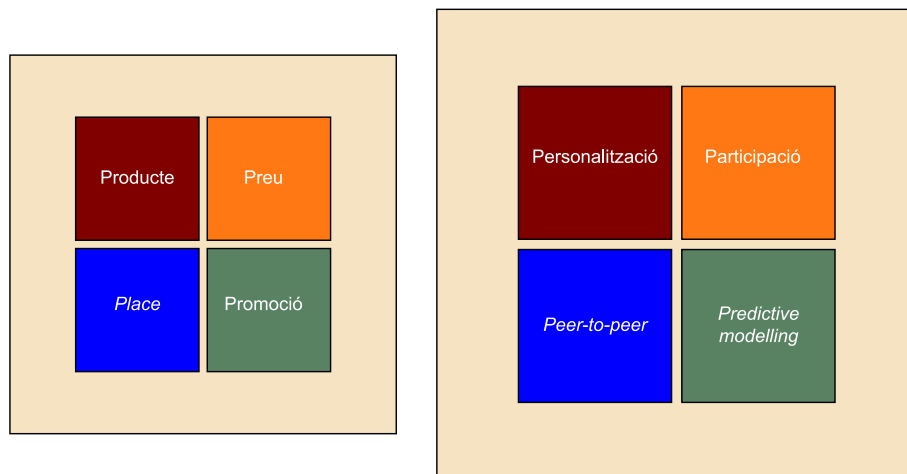 Producte
Preu
Place
Promoció
Personalització
Participació
Peer-to-peer
Predictive
modelling